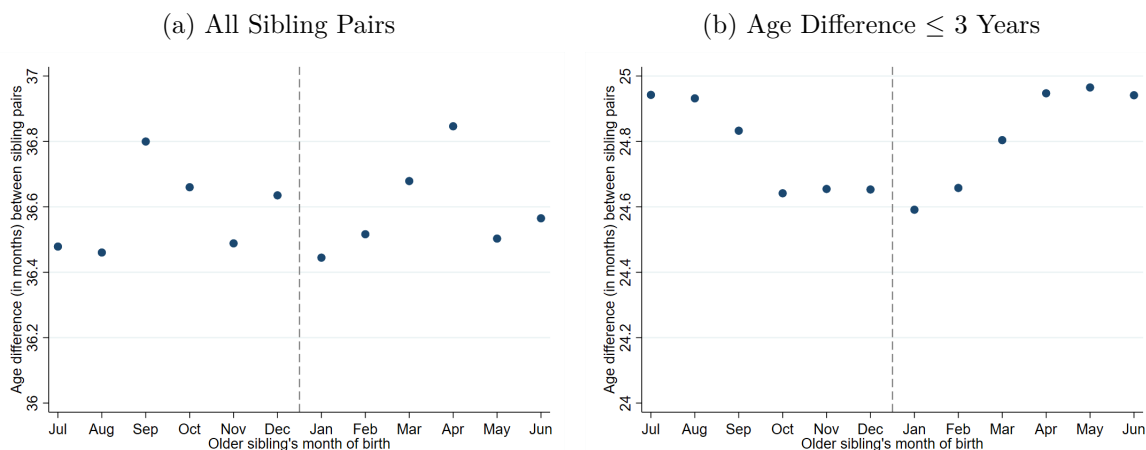 (a) All Sibling Pairs
Age difference (in months) between sibling pairs
37
36.8
36.6
36.4
36.2
36
Jul Aug Sep Oct Nov Dec Jan Feb Mar Apr May Jun
Older sibling's month of birth
(b) Age Difference ≤ 3 Years
Age difference (in months) between sibling pairs
25
24.8
24.6
24.4
24.2
24
Jul Aug Sep Oct Nov Dec Jan Feb Mar Apr May Jun
Older sibling's month of birth